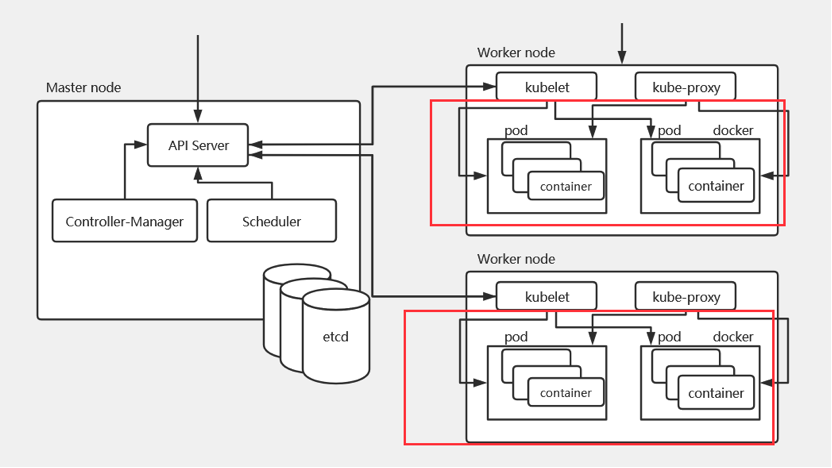 Master node
API Server
Controller-Manager
Scheduler
etcd
Worker node
kubelet
kube-proxy
pod
pod
docker
container
container
Worker node
kubelet
kube-proxy
pod
pod
docker
container
container